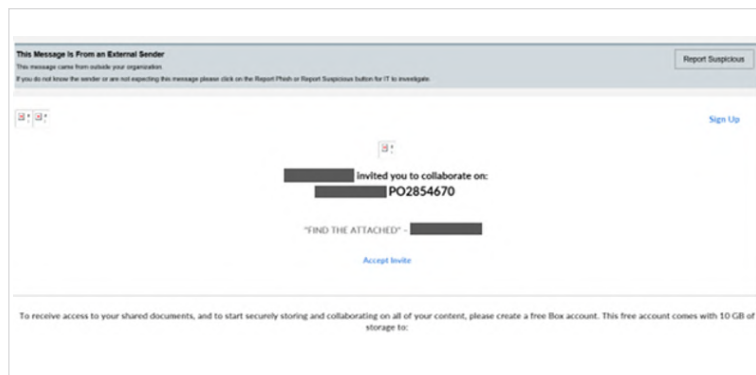 This Message Is From an External Sender
Report Suspicious
This message came from outside your organization.
If you do not know the sender or are not expecting this message please click on the Report Phish or Report Suspicious button for IT to investigate.
Sign Up
invited you to collaborate on:
PO2854670
"FIND THE ATTACHED" -
Accept Invite
To receive access to your shared documents, and to start securely storing and collaborating on all of your content, please create a free Box account. This free account comes with 10 GB of
storage to: